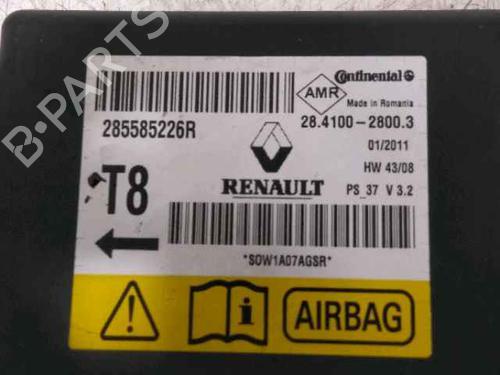 Continental
AMR
Made in Romania
285585226R
28.4100-2800.3
01/2011
HW 43/08
T8
RENAULT
PS_37 V 3.2
*SOW1A07AGSR*
i
AIRBAG